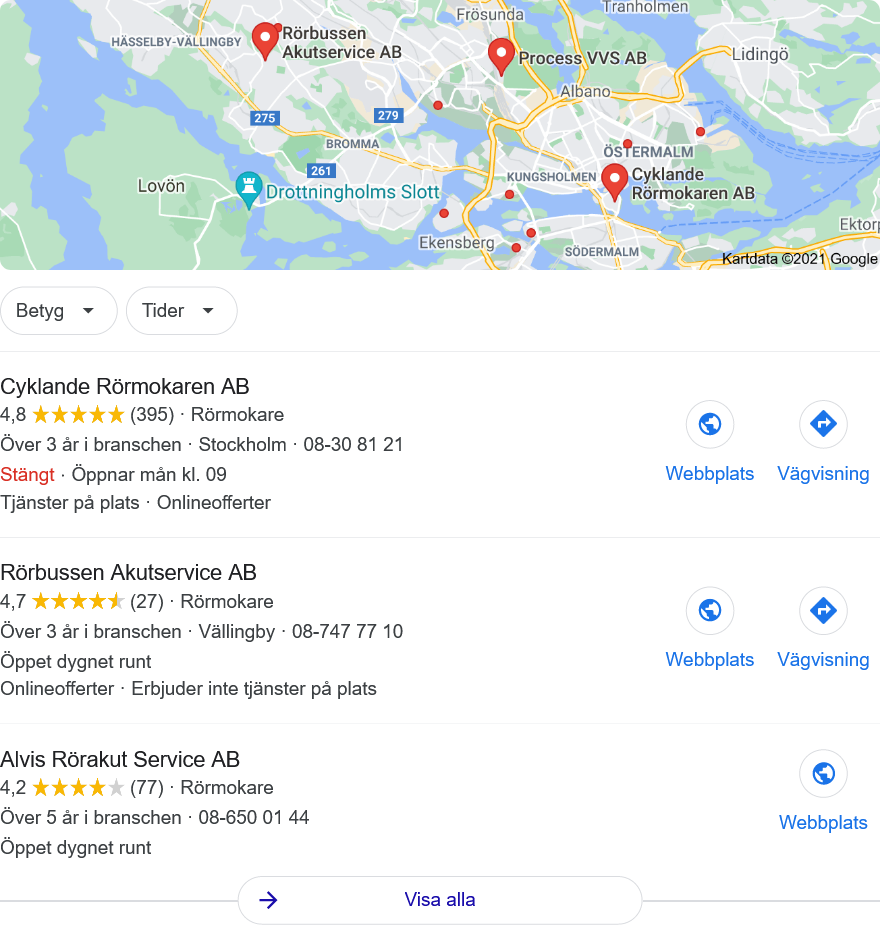 Frösunda
Tranholmen
HÄSSELBY-VÄLLINGBY
Rörbussen
Akutservice AB
Process VVS AB
Lidingö
Albano
275
279
BROMMA
ÖSTERMALM
261
Lovön
Drottningholms Slott
KUNGSHOLMEN
Cyklande
Rörmokaren AB
Ekensberg
SÖDERMALM
Ektorp
Kartdata ©2021 Google
Betyg
Tider
Cyklande Rörmokaren AB
4,8 (395) · Rörmokare
Över 3 år i branschen · Stockholm · 08-30 81 21
Stängt · Öppnar mån kl. 09
Tjänster på plats · Onlineofferter
Webbplats
Vägvisning
Rörbussen Akutservice AB
4,7 (27) · Rörmokare
Över 3 år i branschen · Vällingby · 08-747 77 10
Öppet dygnet runt
Onlineofferter · Erbjuder inte tjänster på plats
Webbplats
Vägvisning
Alvis Rörakut Service AB
4,2 (77) · Rörmokare
Över 5 år i branschen · 08-650 01 44
Öppet dygnet runt
Webbplats
Visa alla